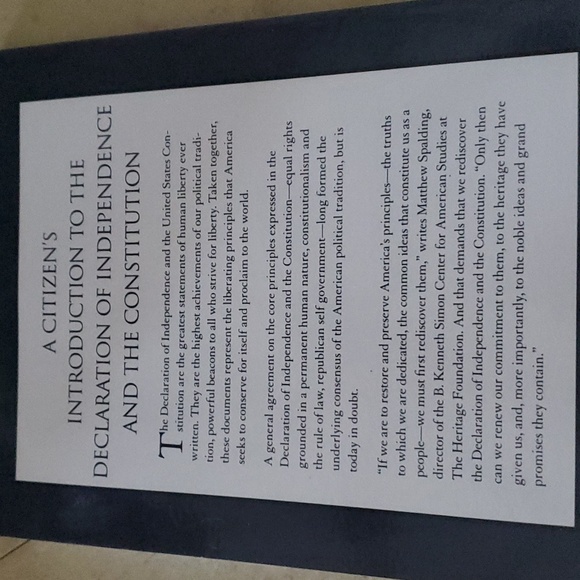 A CITIZEN'S
INTRODUCTION TO THE
DECLARATION OF INDEPENDENCE
AND THE CONSTITUTION
The Declaration of Independence and the United States Con-
stitution are the greatest statements of human liberty ever
written. They are the highest achievements of our political tradi-
tion, powerful beacons to all who strive for liberty. Taken together,
these documents represent the liberating principles that America
seeks to conserve for itself and proclaim to the world.
A general agreement on the core principles expressed in the
Declaration of Independence and the Constitution—equal rights
grounded in a permanent human nature, constitutionalism and
the rule of law, republican self government—long formed the
underlying consensus of the American political tradition, but is
today in doubt.
"If we are to restore and preserve America's principles—the truths
to which we are dedicated, the common ideas that constitute us as a
people—we must first rediscover them," writes Matthew Spalding,
director of the B. Kenneth Simon Center for American Studies at
The Heritage Foundation. And that demands that we rediscover
the Declaration of Independence and the Constitution. "Only then
can we renew our commitment to them, to the heritage they have
given us, and, more importantly, to the noble ideas and grand
promises they contain."